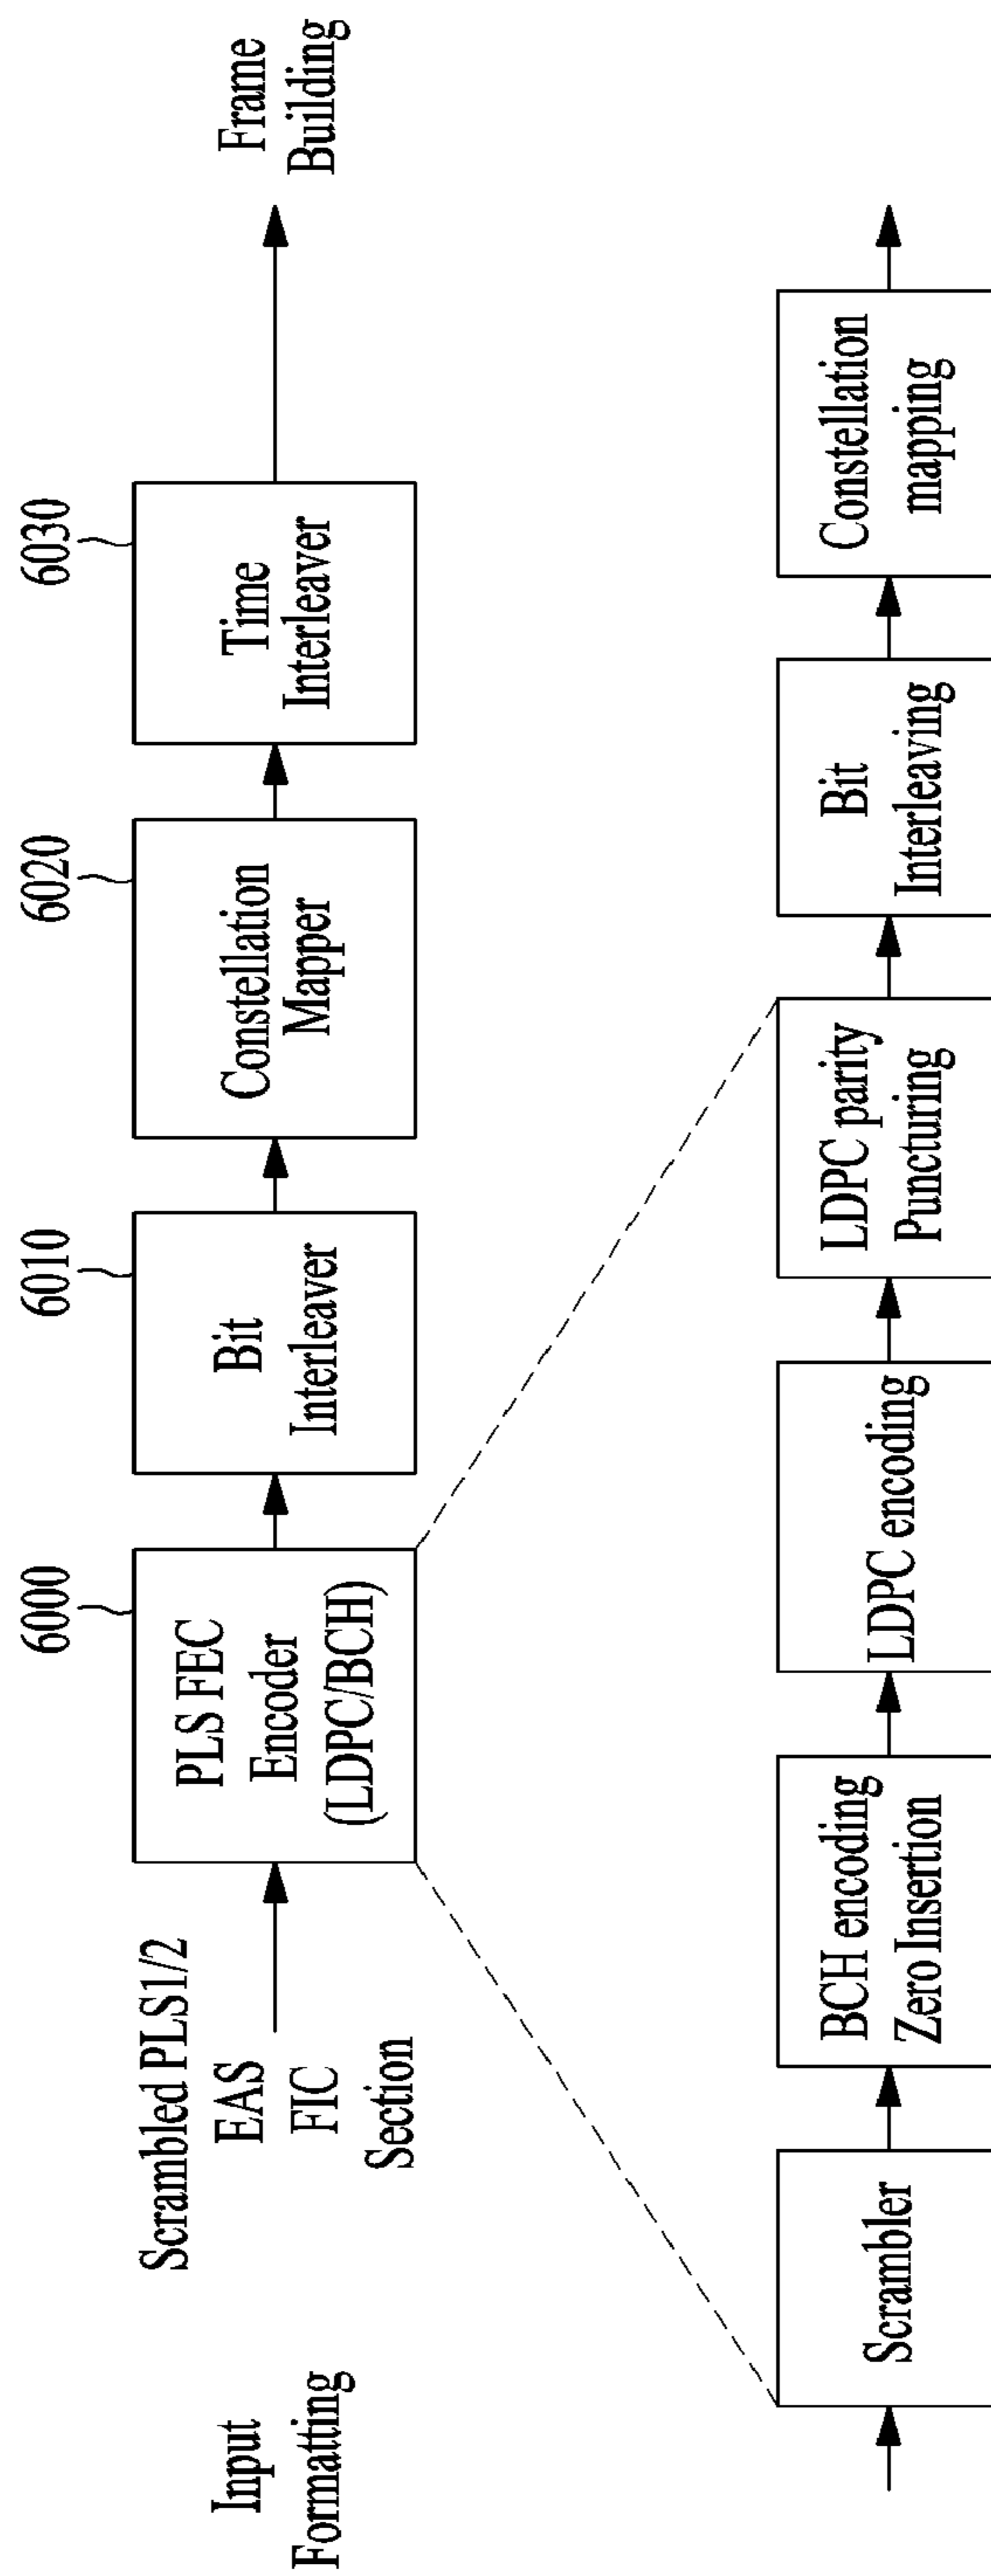 Input
Formatting
Scrambled PLS1/2
EAS
FIC
Section
6000
PLS FEC
Encoder
(LDPC/BCH)
6010
Bit
Interleaver
6020
Constellation
Mapper
6030
Time
Interleaver
Frame
Building
Scrambler
BCH encoding
Zero Insertion
LDPC encoding
LDPC parity
Puncturing
Bit
Interleaving
Constellation
mapping